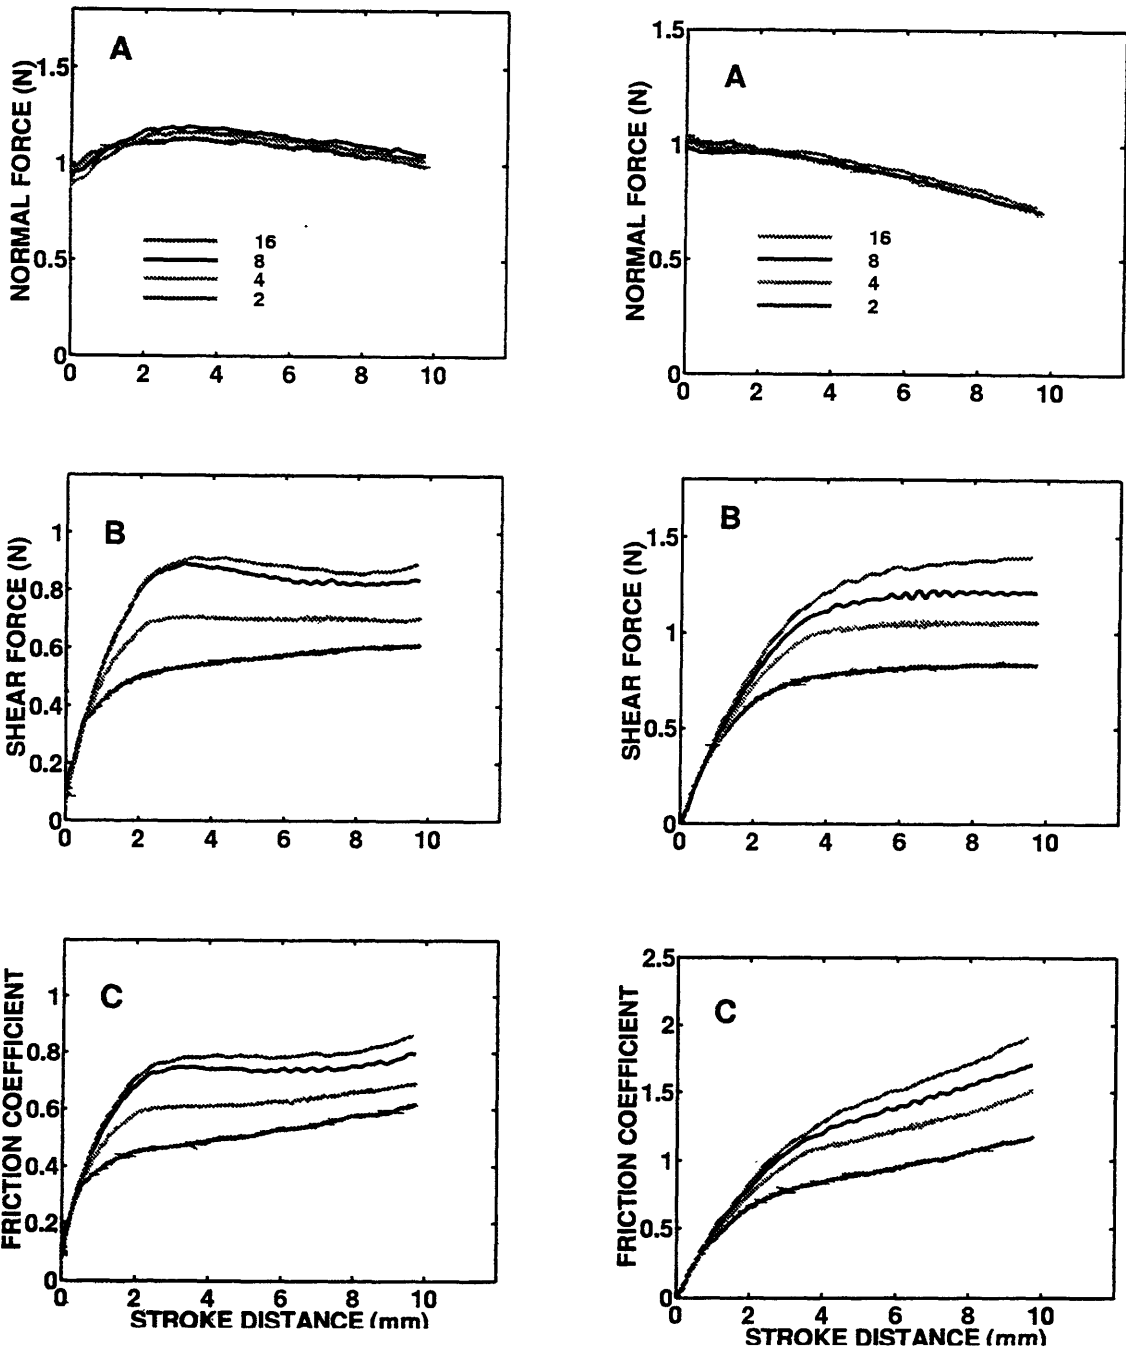 A
NORMAL FORCE (N)
1.5
1
0.5
0
16
8
4
2
0 2 4 6 8 10
A
NORMAL FORCE (N)
1.5
1
0.5
0
16
8
4
2
0 2 4 6 8 10
B
SHEAR FORCE (N)
1
0.8
0.6
0.4
0.2
0
0 2 4 6 8 10
B
SHEAR FORCE (N)
1.5
1
0.5
0
0 2 4 6 8 10
C
FRICTION COEFFICIENT
1
0.8
0.6
0.4
0.2
0
0 2 4 6 8 10
STROKE DISTANCE (mm)
C
FRICTION COEFFICIENT
2.5
2
1.5
1
0.5
0
0 2 4 6 8 10
STROKE DISTANCE (mm)